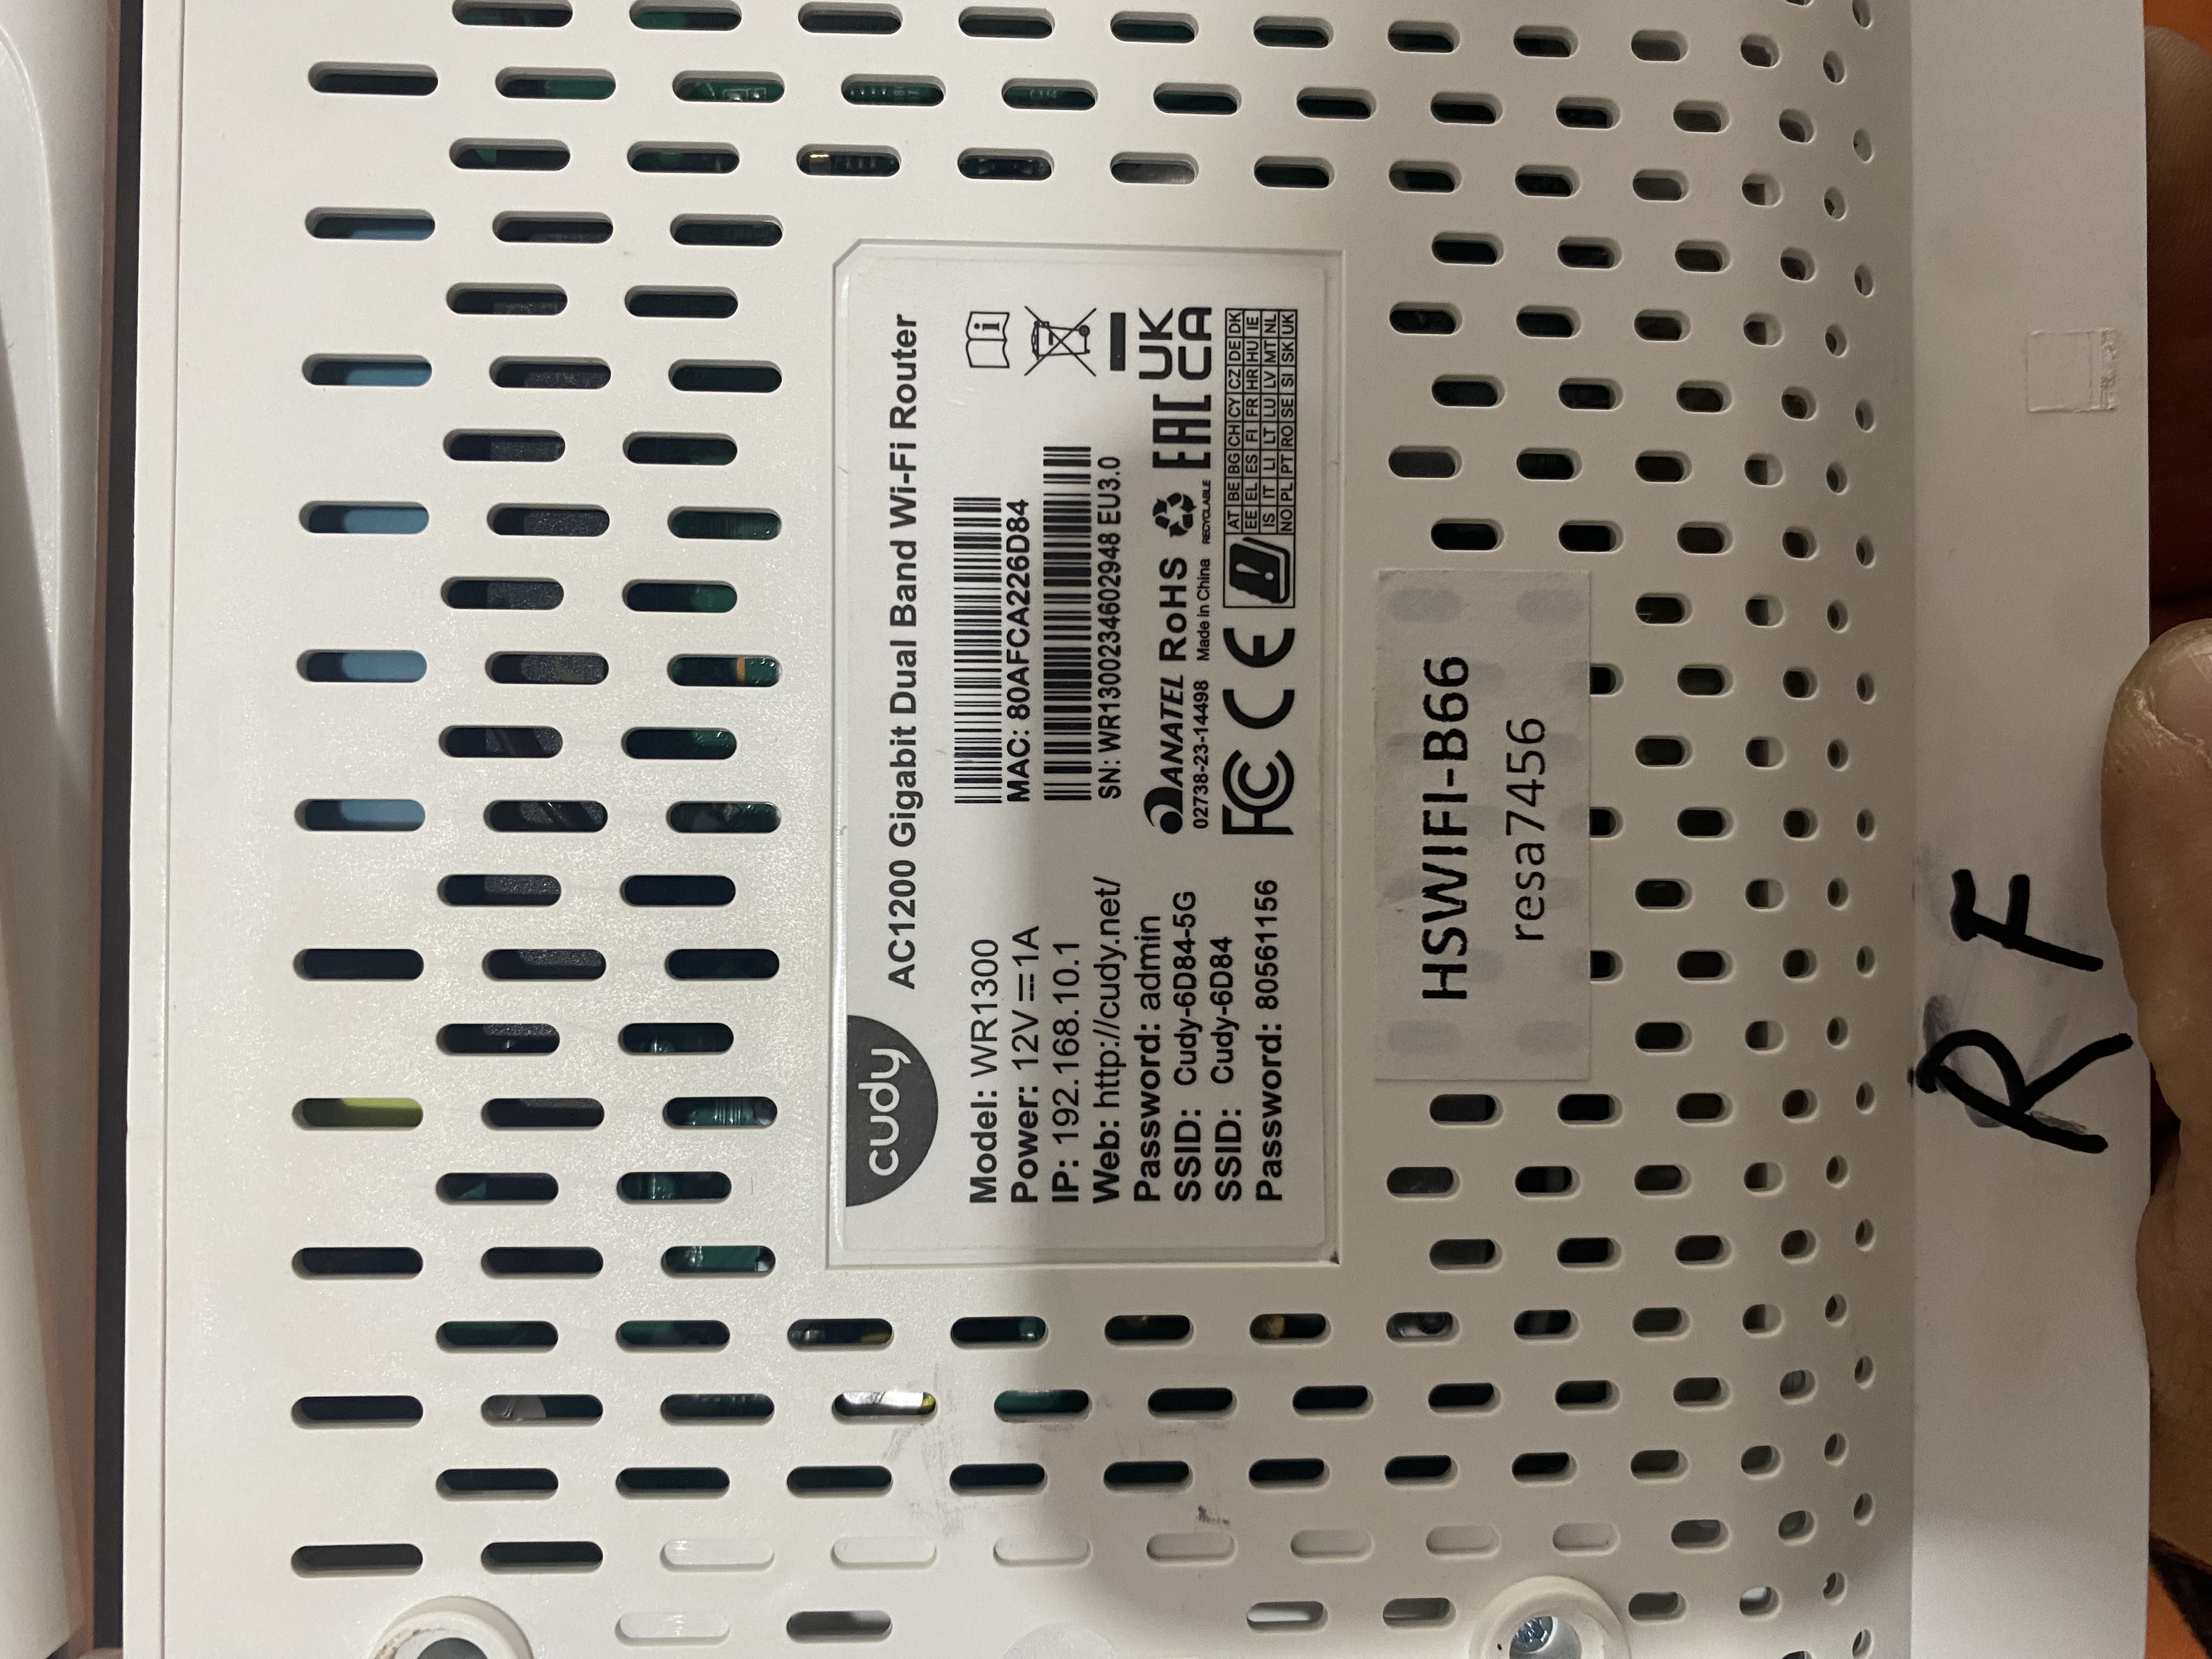 cudy
AC1200 Gigabit Dual Band Wi-Fi Router
Model: WR1300
Power: 12V ⎓ 1A
IP: 192.168.10.1
Web: http://cudy.net/
Password: admin
SSID: Cudy-6D84-5G
SSID: Cudy-6D84
Password: 80561156
MAC: 80AFCA226D84
SN: WR1300234602948 EU3.0
ANATEL RoHS
02738-23-14498 Made in China RECYCLABLE
EAC
UK
CA
FC CE
AT BE BG CH CY CZ DE DK
EE EL ES FI FR HR HU IE
IS IT LI LT LU LV MT NL
NO PL PT RO SE SI SK UK
HSWIFI-B66
resa7456
RF